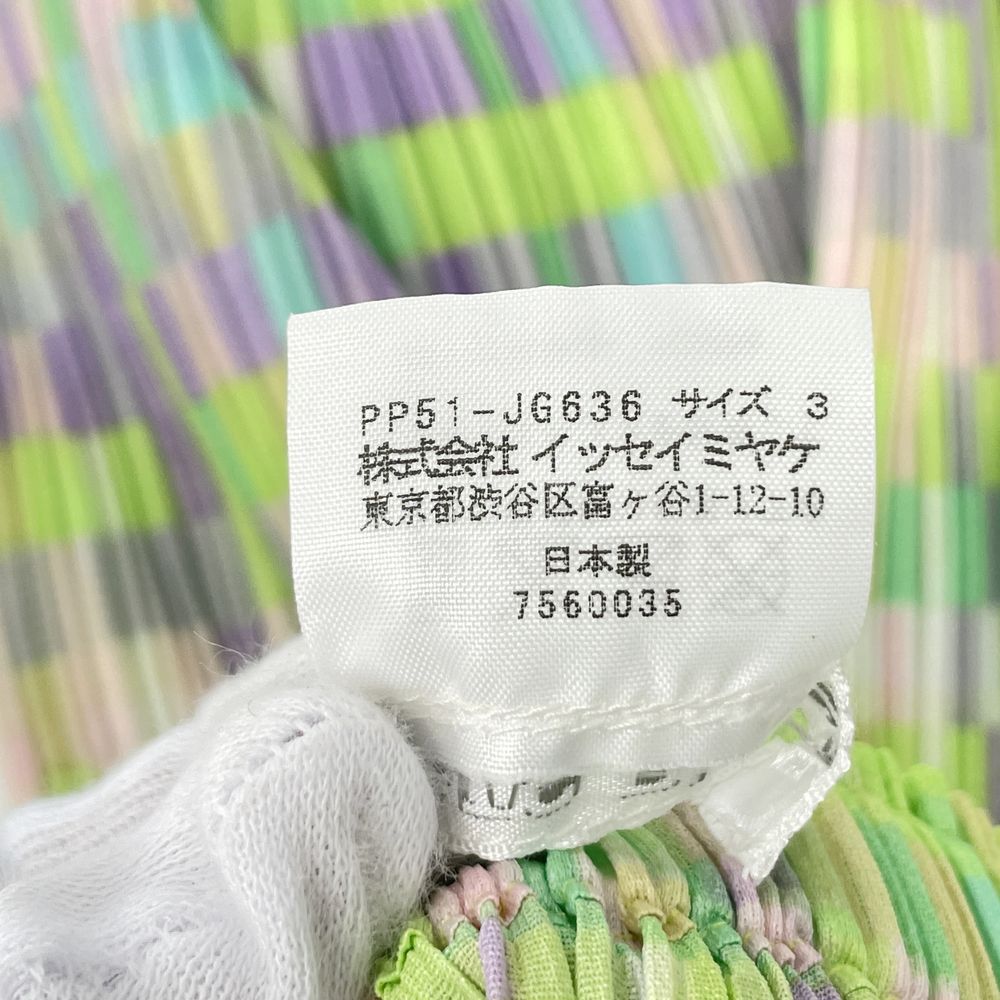 PP51-JG636 サイズ 3
株式会社 イッセイミヤケ
東京都渋谷区富ヶ谷1-12-10
日本製
7560035